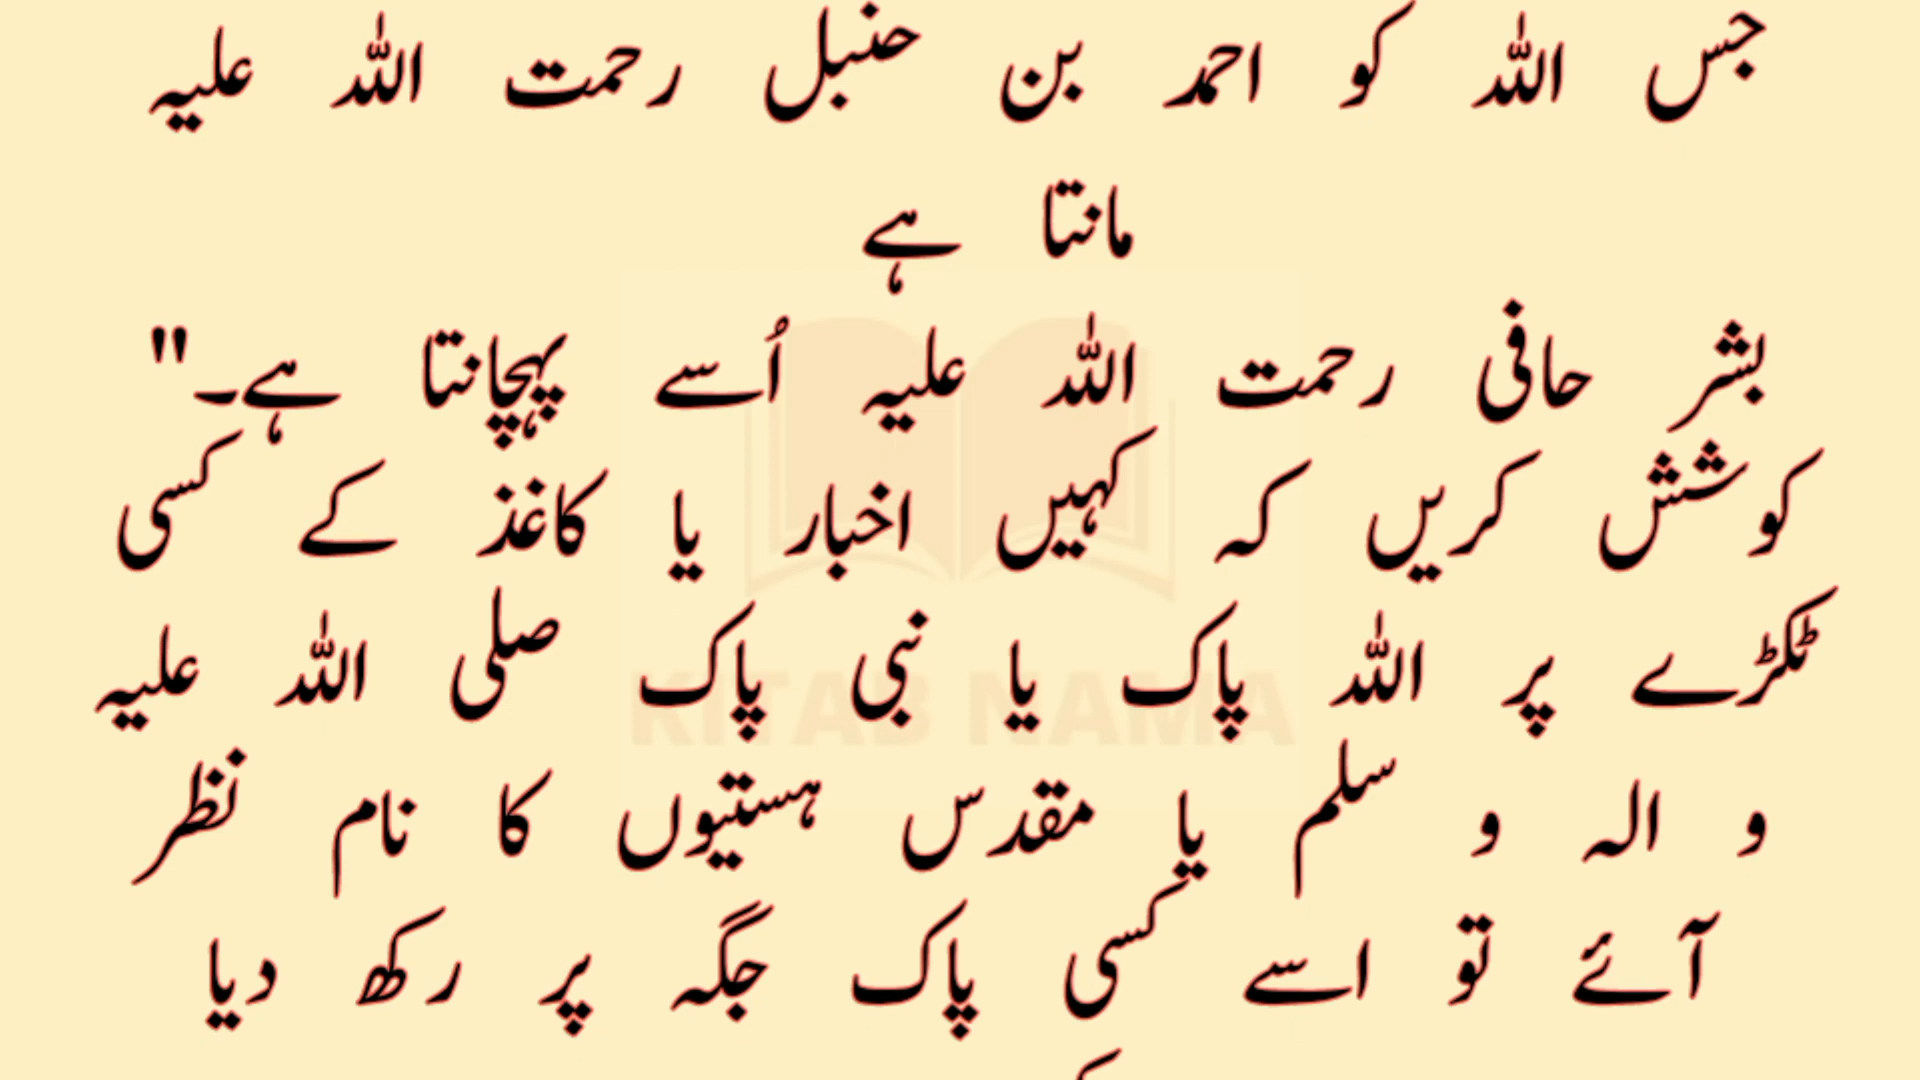 جس اللہ کو احمد بن حنبل رحمت اللہ علیہ
مانتا ہے
بشر حافی رحمت اللہ علیہ اُسے پہچانتا ہے۔"
کوشش کریں کہ کہیں اخبار یا کاغذ کے کسی
ٹکڑے پر اللہ پاک یا نبی پاک صلی اللہ علیہ
و الہ و سلم یا مقدس ہستیوں کا نام نظر
آئے تو اسے کسی پاک جگہ پر رکھ دیا
KITAB NAMA